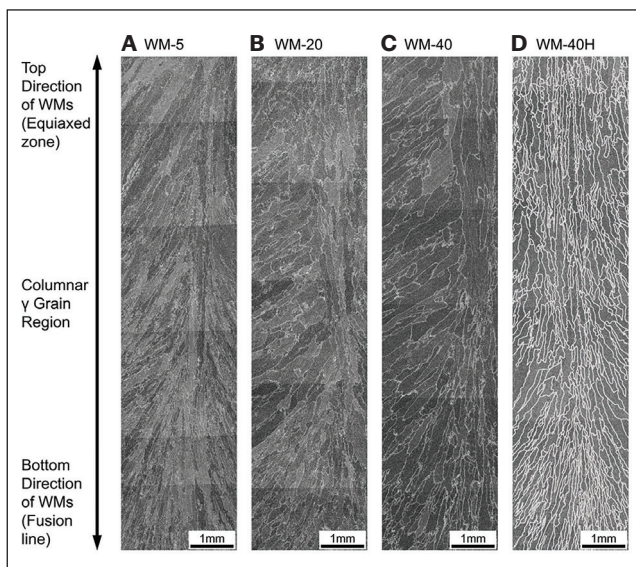 A WM-5
B WM-20
C WM-40
D WM-40H
Top
Direction
of WMs
(Equiaxed
zone)
Columnar
γ Grain
Region
Bottom
Direction
of WMs
(Fusion
line)
1mm
1mm
1mm
1mm